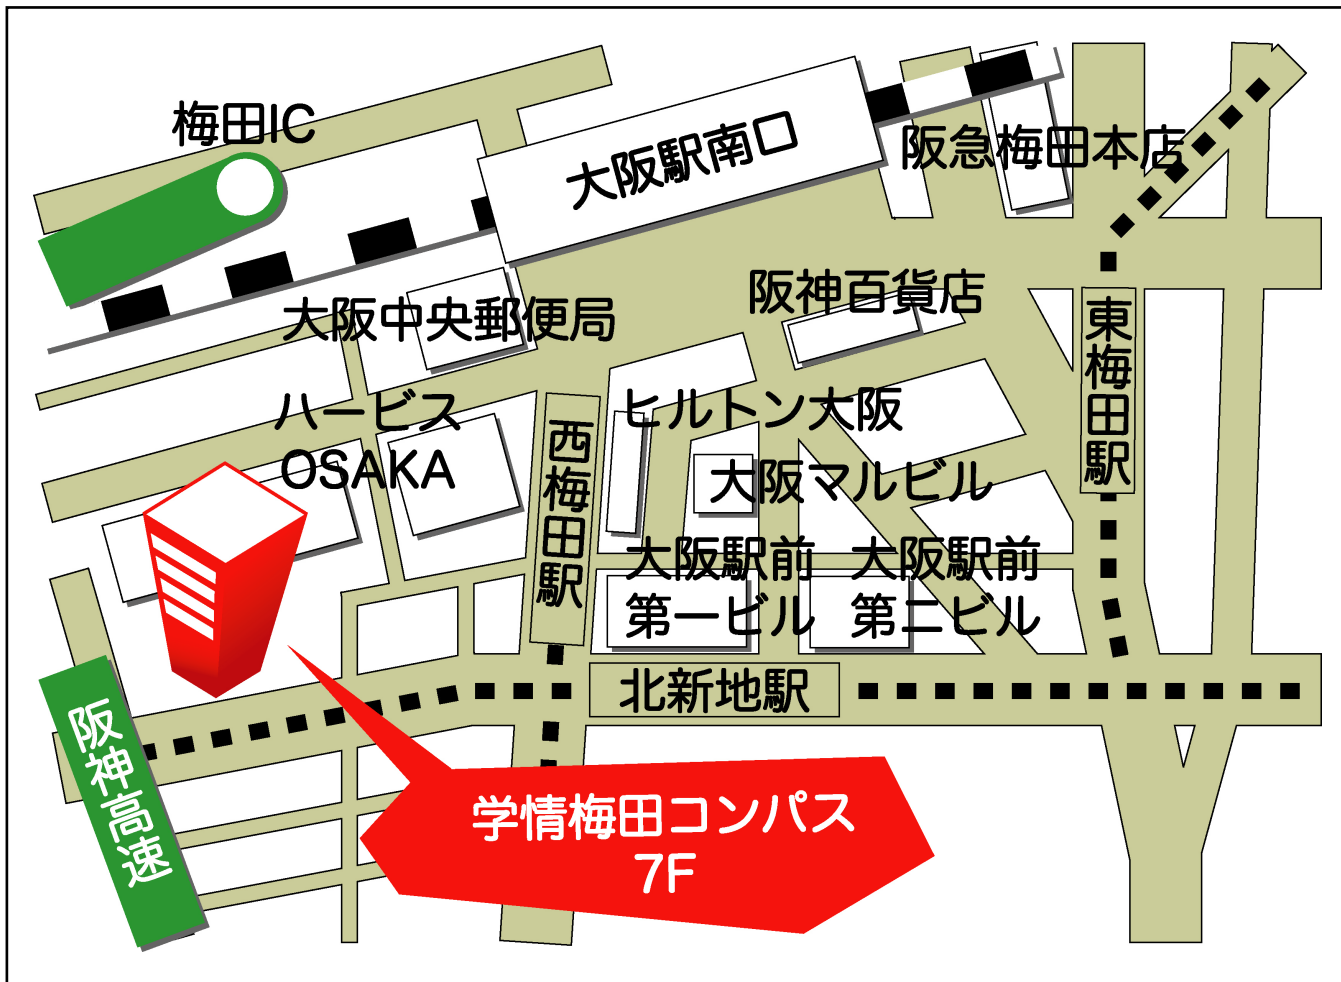 梅田IC
大阪駅南口
阪急梅田本店
大阪中央郵便局
阪神百貨店
東梅田駅
ハービス
OSAKA
西梅田駅
ヒルトン大阪
大阪マルビル
大阪駅前
第一ビル
大阪駅前
第二ビル
北新地駅
阪神高速
学情梅田コンパス
7F